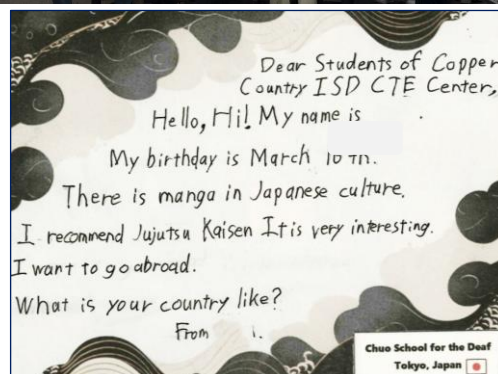 Dear Students of Copper
Country ISD CTE Center,
Hello, Hi! My name is .
My birthday is March 10th.
There is manga in Japanese culture.
I recommend Jujutsu Kaisen It is very interesting.
I want to go abroad.
What is your country like?
From .
Chuo School for the Deaf
Tokyo, Japan